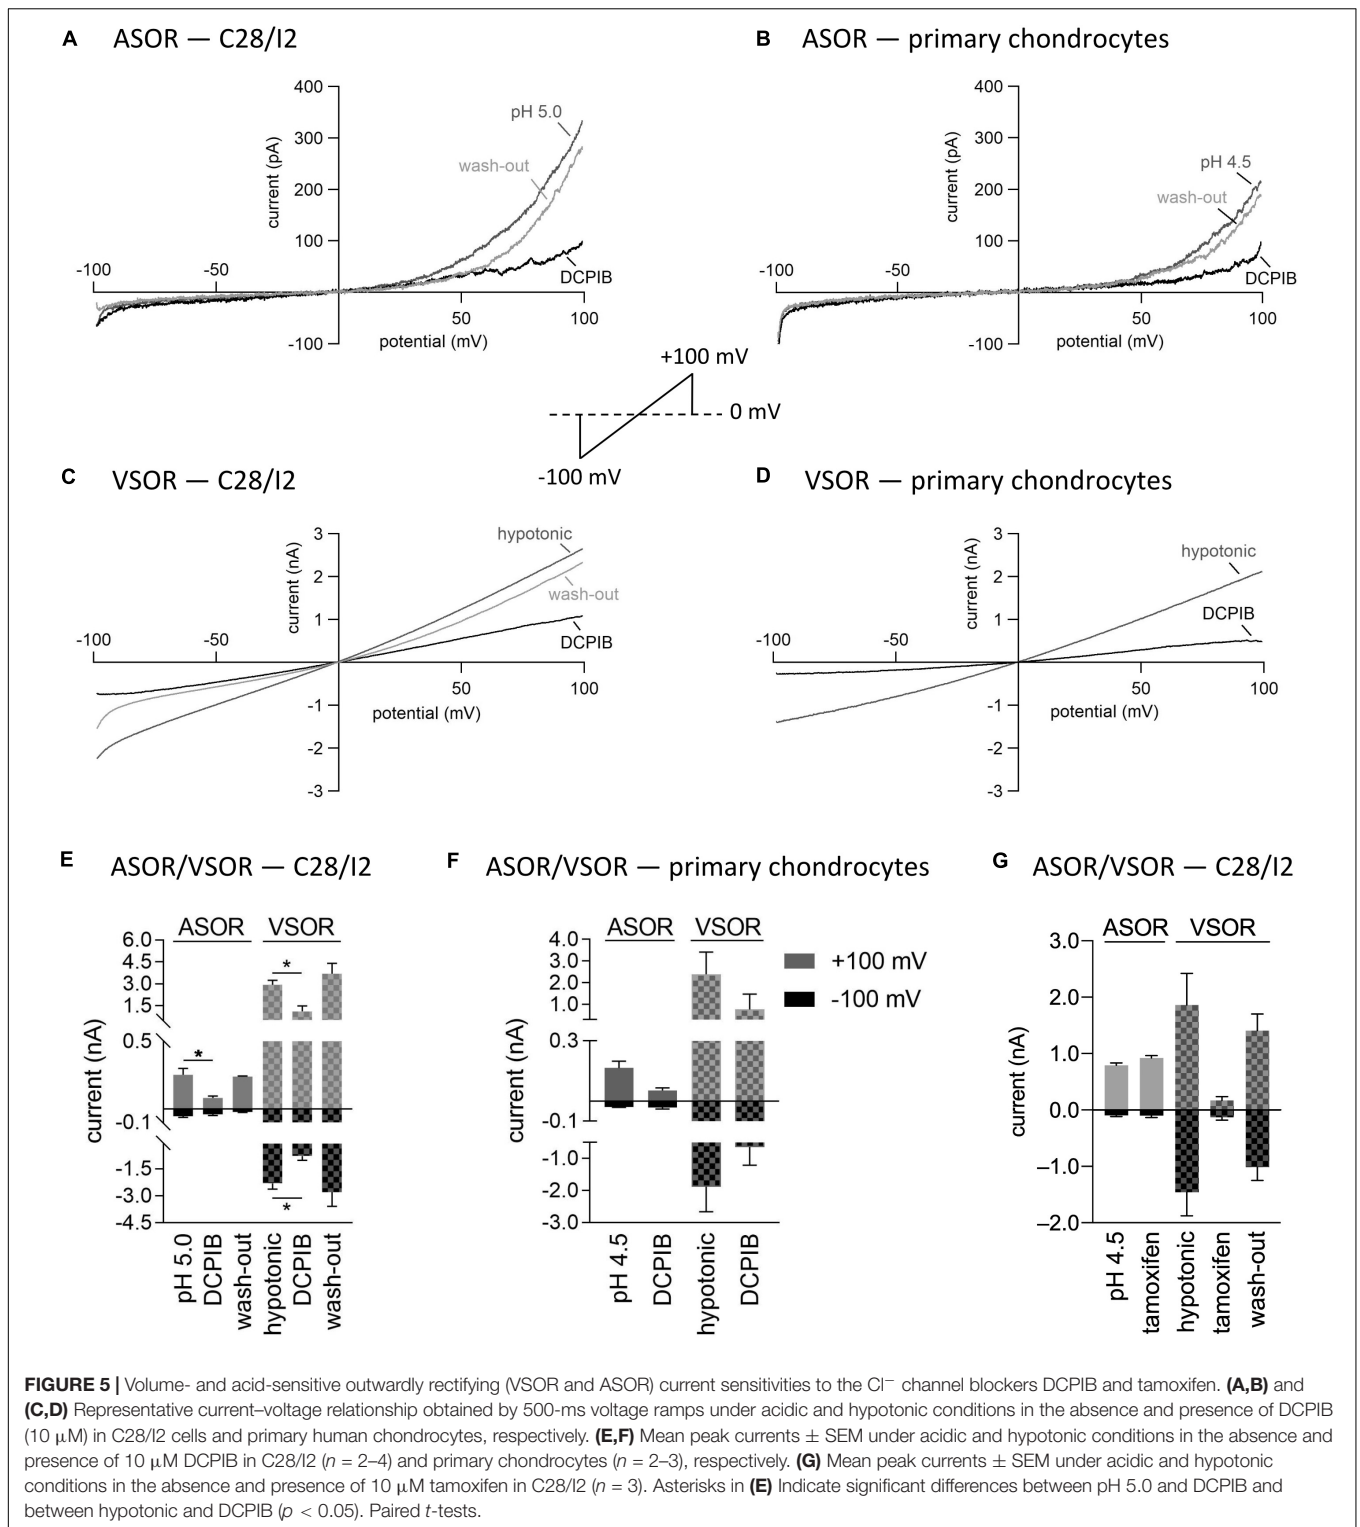 A ASOR — C28/I2
400
300
200
100
-100
current (pA)
pH 5.0
wash-out
DCPIB
-100 -50
50 100
potential (mV)
B ASOR — primary chondrocytes
400
300
200
100
-100
current (pA)
pH 4.5
wash-out
DCPIB
-100 -50
50 100
potential (mV)
+100 mV
0 mV
-100 mV
C VSOR — C28/I2
3
2
1
-1
-2
-3
current (nA)
hypotonic
wash-out
DCPIB
-100 -50
50 100
potential (mV)
D VSOR — primary chondrocytes
3
2
1
-1
-2
-3
current (nA)
hypotonic
DCPIB
-100 -50
50 100
potential (mV)
E ASOR/VSOR — C28/I2
ASOR VSOR
6.0
4.5
3.0
1.5
0.5
-0.1
-1.5
-3.0
-4.5
current (nA)
*
*
*
pH 5.0
DCPIB
wash-out
hypotonic
DCPIB
wash-out
F ASOR/VSOR — primary chondrocytes
ASOR VSOR
4.0
3.0
2.0
1.0
0.3
-0.1
-1.0
-2.0
-3.0
current (nA)
pH 4.5
DCPIB
hypotonic
DCPIB
+100 mV
-100 mV
G ASOR/VSOR — C28/I2
ASOR VSOR
3.0
2.0
1.0
0.0
–1.0
–2.0
current (nA)
pH 4.5
tamoxifen
hypotonic
tamoxifen
wash-out
FIGURE 5 | Volume- and acid-sensitive outwardly rectifying (VSOR and ASOR) current sensitivities to the Cl⁻ channel blockers DCPIB and tamoxifen. (A,B) and
(C,D) Representative current–voltage relationship obtained by 500-ms voltage ramps under acidic and hypotonic conditions in the absence and presence of DCPIB
(10 μM) in C28/I2 cells and primary human chondrocytes, respectively. (E,F) Mean peak currents ± SEM under acidic and hypotonic conditions in the absence and
presence of 10 μM DCPIB in C28/I2 (n = 2–4) and primary chondrocytes (n = 2–3), respectively. (G) Mean peak currents ± SEM under acidic and hypotonic
conditions in the absence and presence of 10 μM tamoxifen in C28/I2 (n = 3). Asterisks in (E) Indicate significant differences between pH 5.0 and DCPIB and
between hypotonic and DCPIB (p < 0.05). Paired t-tests.